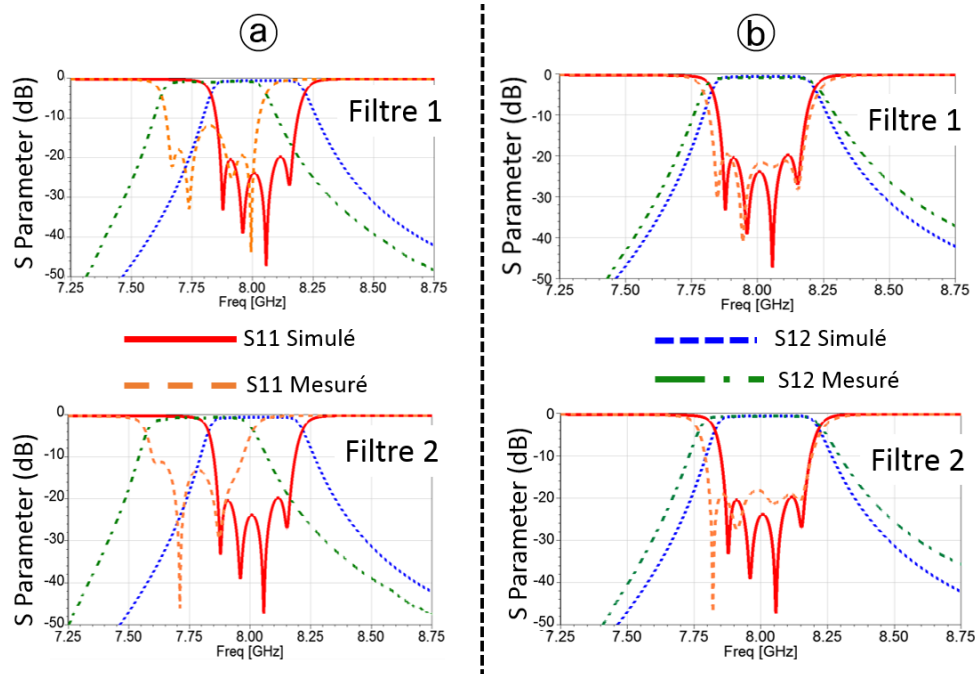 a
b
S Parameter (dB)
0
-10
-20
-30
-40
-50
Filtre 1
7.25
7.50
7.75
8.00
8.25
8.50
8.75
Freq [GHz]
S Parameter (dB)
0
-10
-20
-30
-40
-50
Filtre 1
7.25
7.50
7.75
8.00
8.25
8.50
8.75
Freq [GHz]
S11 Simulé
S12 Simulé
S11 Mesuré
S12 Mesuré
S Parameter (dB)
0
-10
-20
-30
-40
-50
Filtre 2
7.25
7.50
7.75
8.00
8.25
8.50
8.75
Freq [GHz]
S Parameter (dB)
0
-10
-20
-30
-40
-50
Filtre 2
7.25
7.50
7.75
8.00
8.25
8.50
8.75
Freq [GHz]